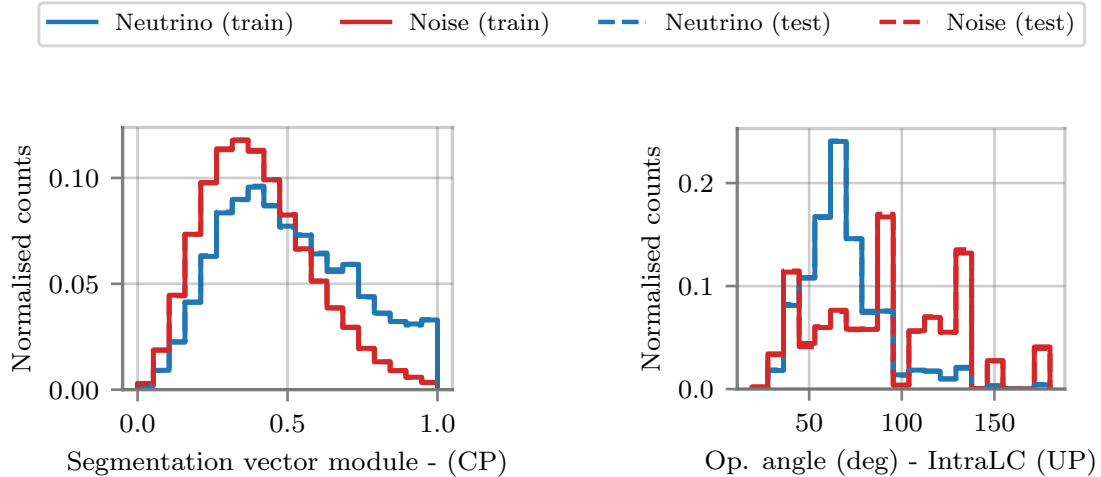 Neutrino (train) Noise (train) Neutrino (test) Noise (test)
Normalised counts
0.10
0.05
0.00
0.0 0.5 1.0
Segmentation vector module - (CP)
Normalised counts
0.2
0.1
0.0
50 100 150
Op. angle (deg) - IntraLC (UP)